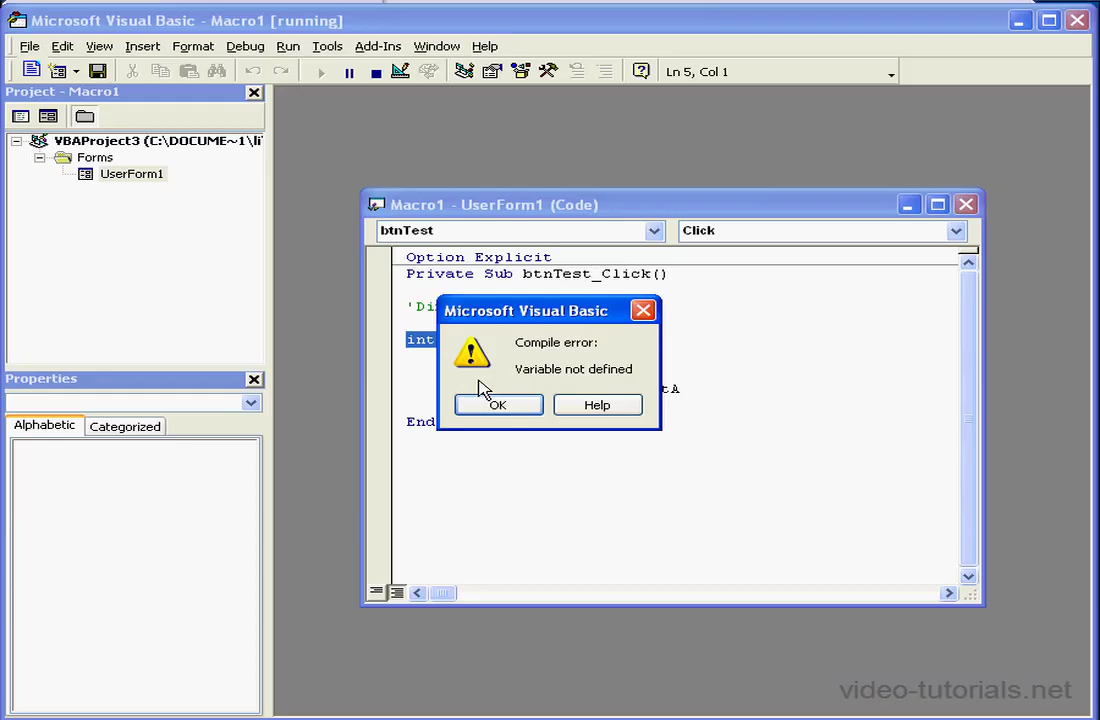 Microsoft Visual Basic - Macro1 [running]
File Edit View Insert Format Debug Run Tools Add-Ins Window Help
Ln 5, Col 1
Project - Macro1
VBAProject3 (C:\DOCUME~1\li
Forms
UserForm1
Macro1 - UserForm1 (Code)
btnTest Click
Option Explicit
Private Sub btnTest_Click()
'Di
int
tA
End
Microsoft Visual Basic
Compile error:
Variable not defined
OK Help
Properties
Alphabetic Categorized
video-tutorials.net